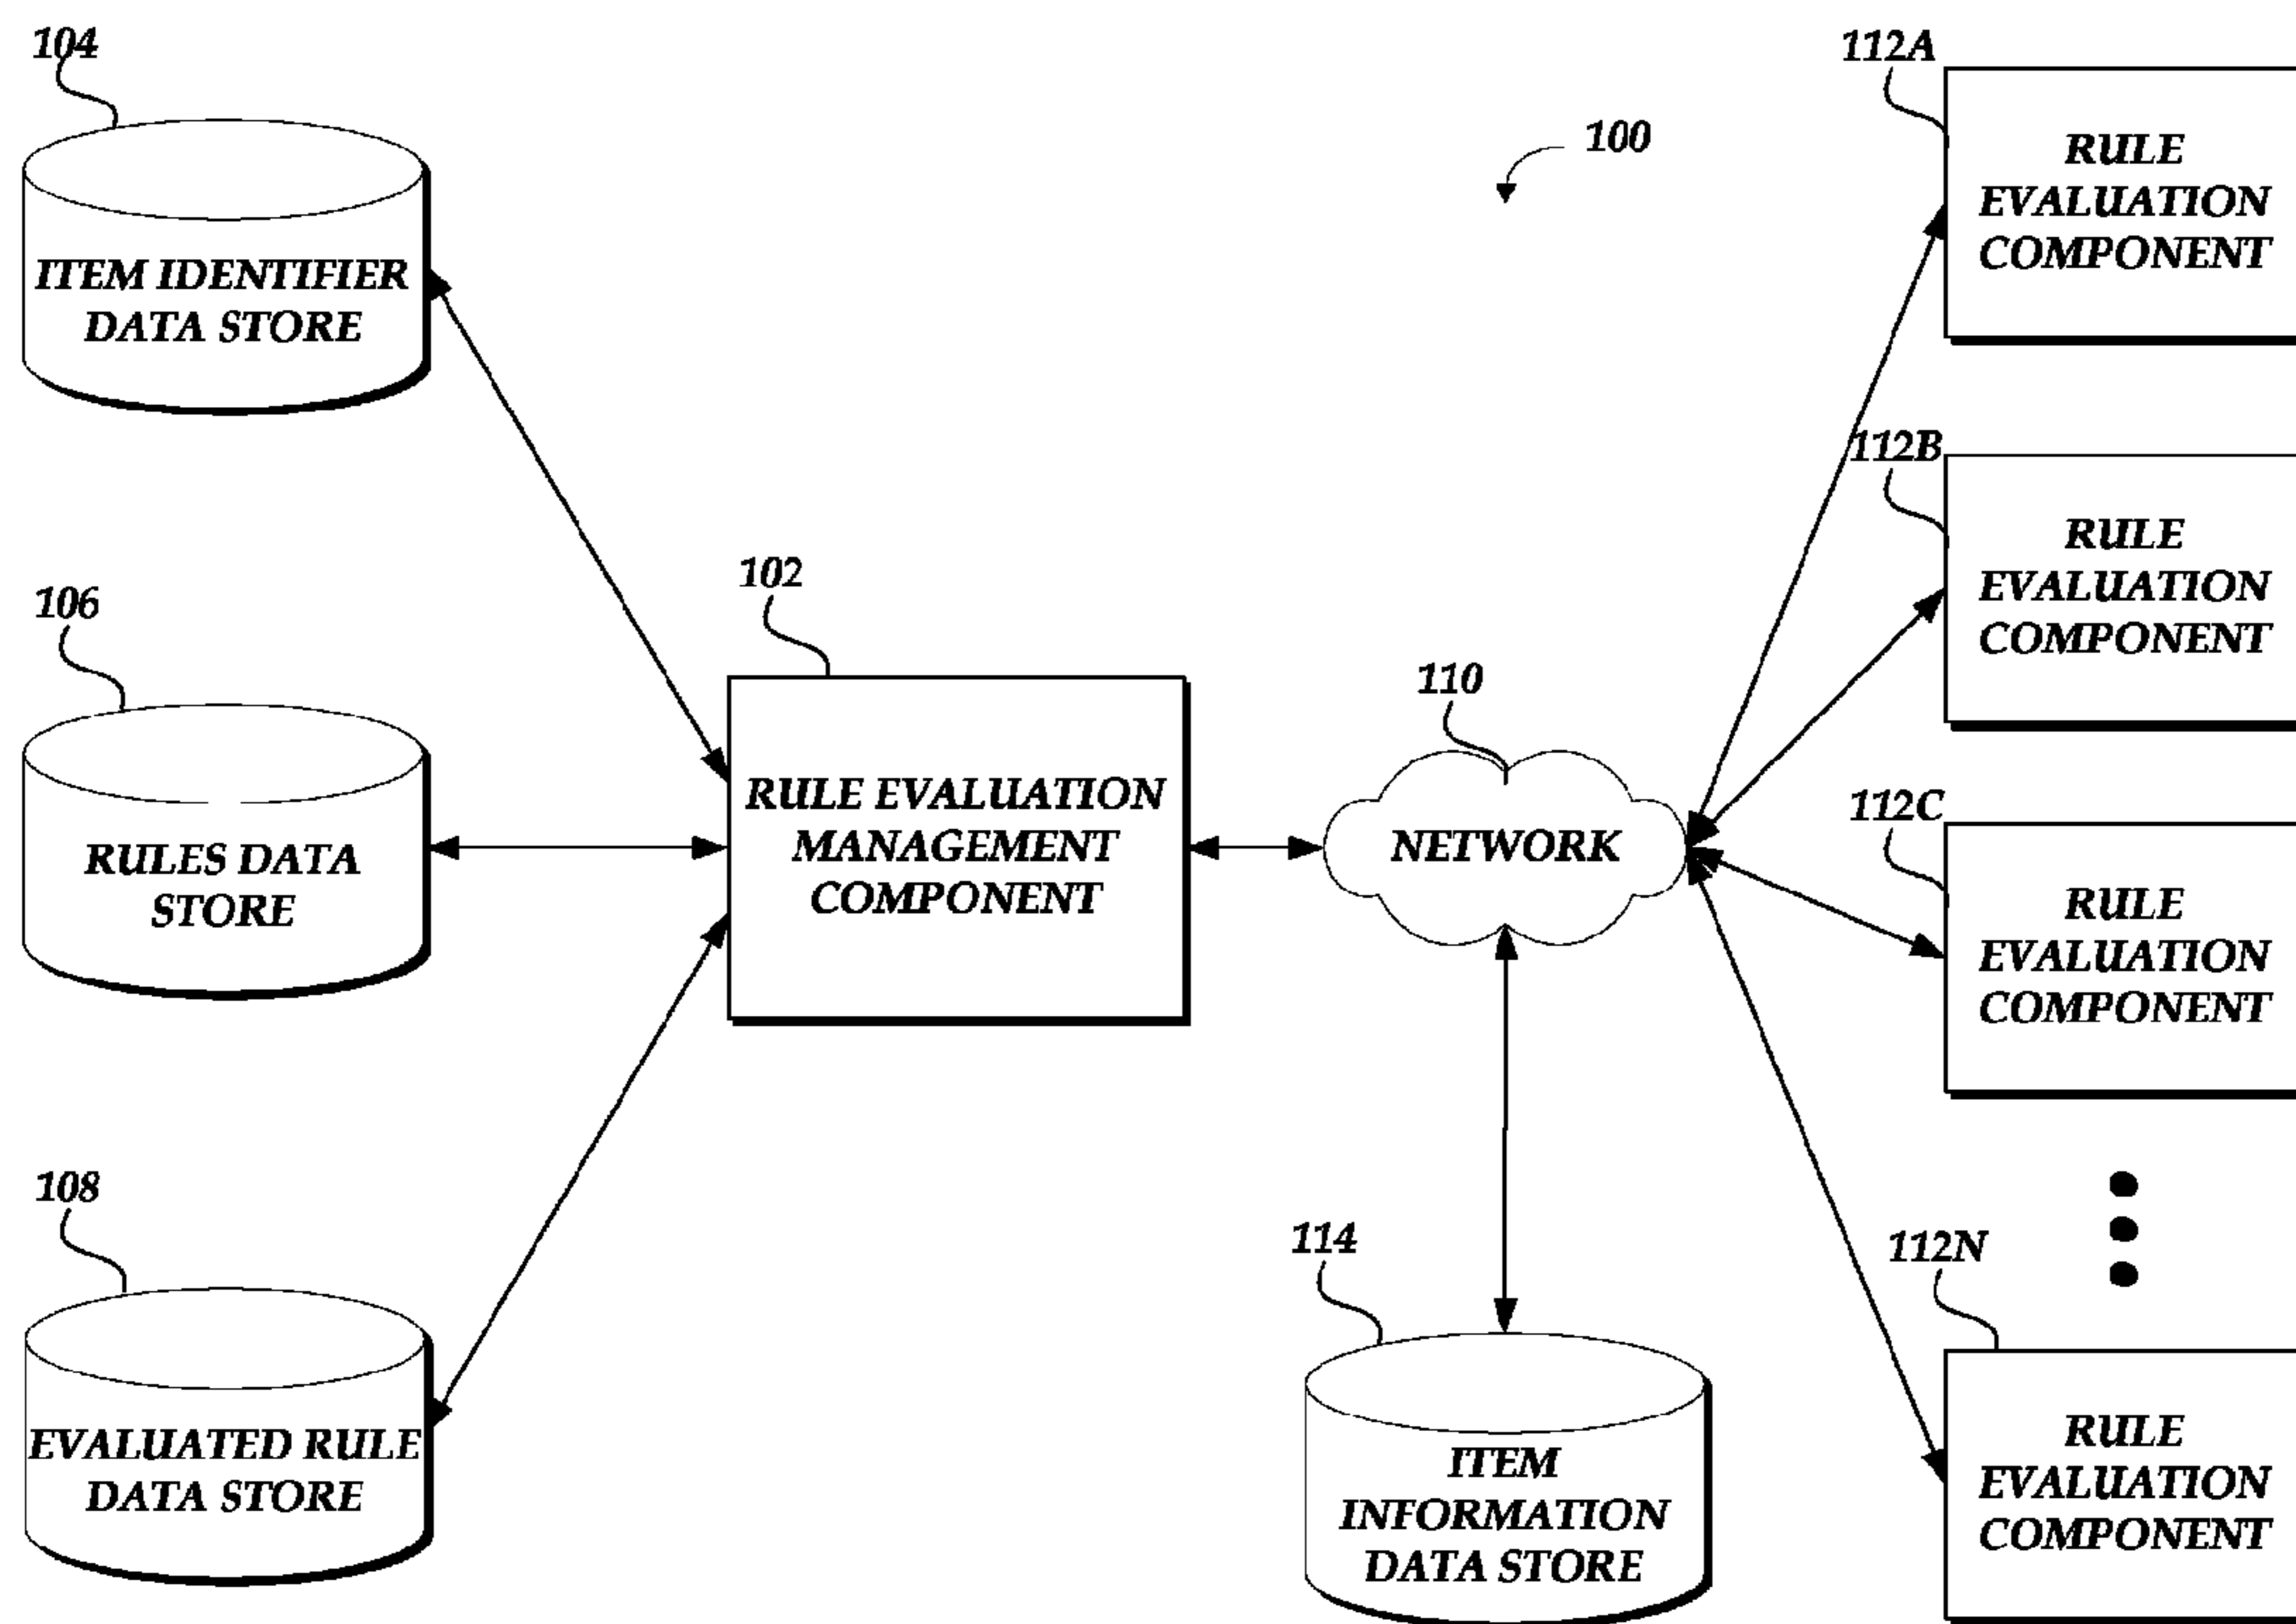 104
ITEM IDENTIFIER
DATA STORE
106
RULES DATA
STORE
108
EVALUATED RULE
DATA STORE
102
RULE EVALUATION
MANAGEMENT
COMPONENT
100
110
NETWORK
114
ITEM
INFORMATION
DATA STORE
112A
RULE
EVALUATION
COMPONENT
112B
RULE
EVALUATION
COMPONENT
112C
RULE
EVALUATION
COMPONENT
112N
RULE
EVALUATION
COMPONENT